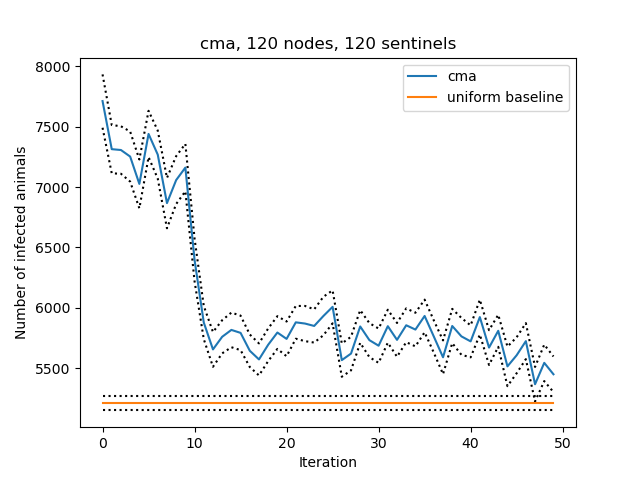 cma, 120 nodes, 120 sentinels
cma
uniform baseline
Number of infected animals
8000
7500
7000
6500
6000
5500
0
10
20
30
40
50
Iteration